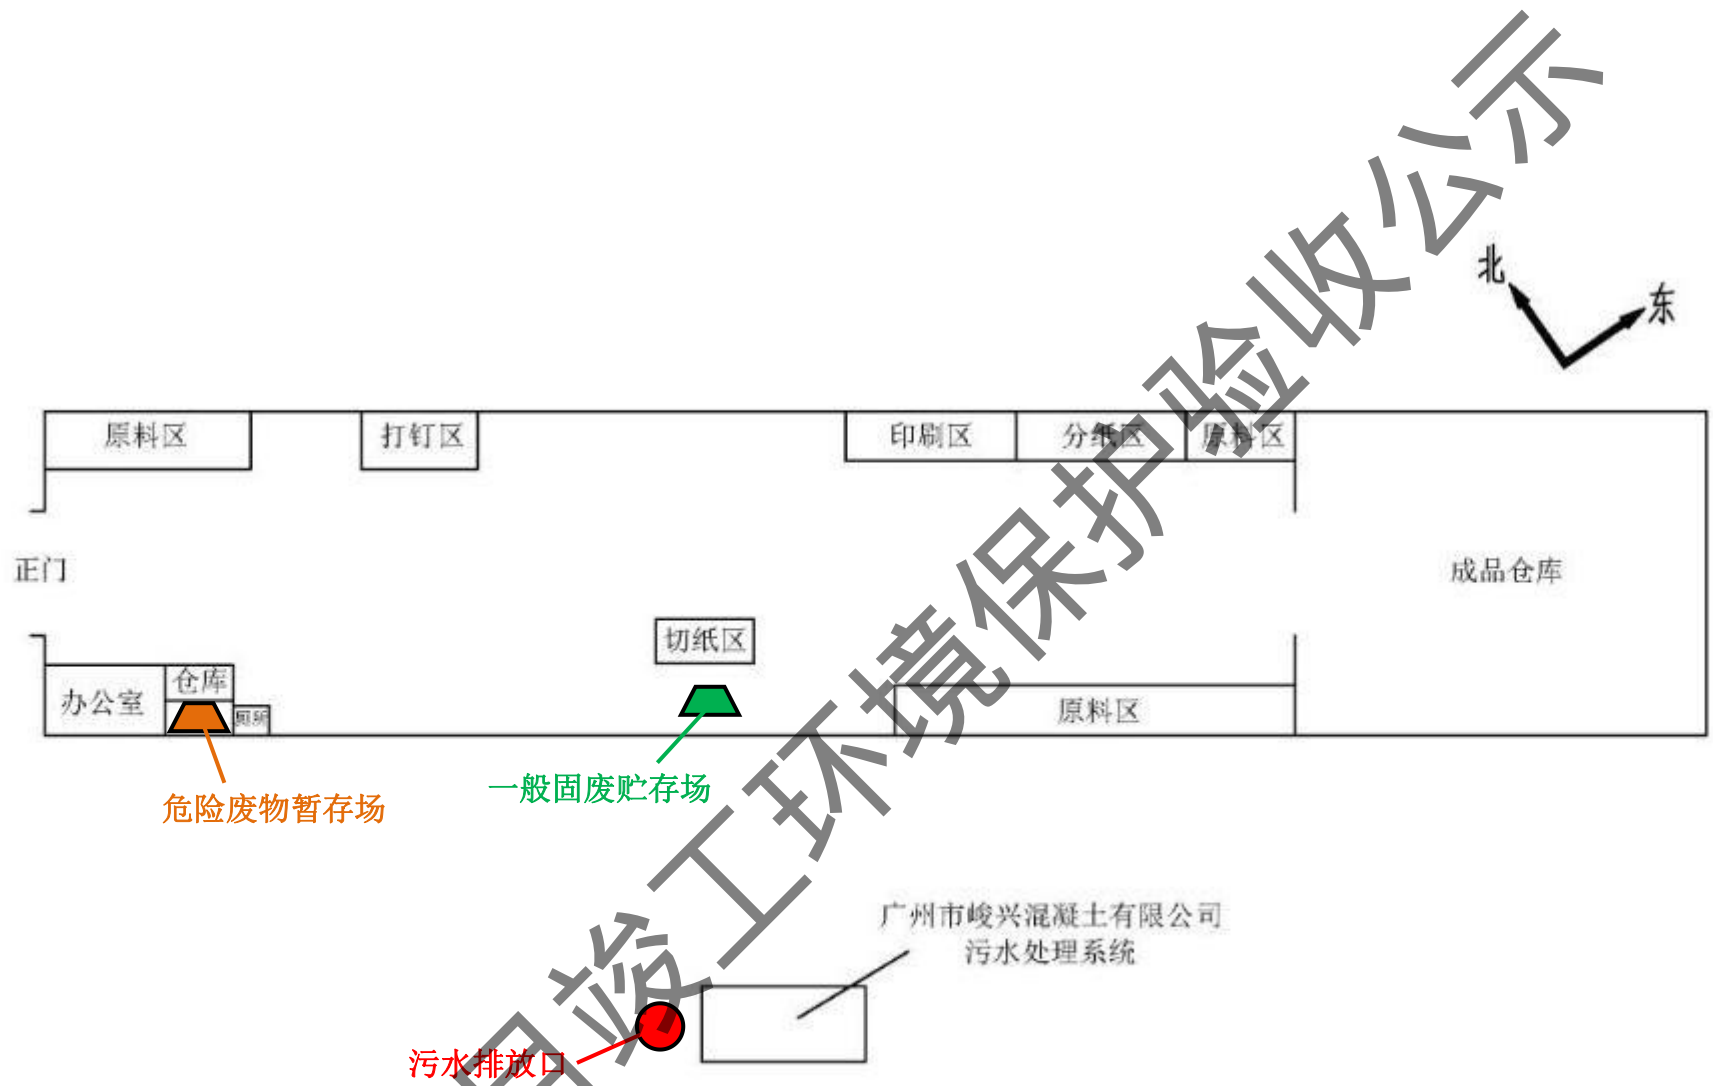 北
东
原料区
打钉区
印刷区
分纸区
原料区
正门
成品仓库
切纸区
办公室
仓库
厕所
原料区
一般固废贮存场
危险废物暂存场
广州市峻兴混凝土有限公司
污水处理系统
污水排放口
目竣工环境保护验收公示